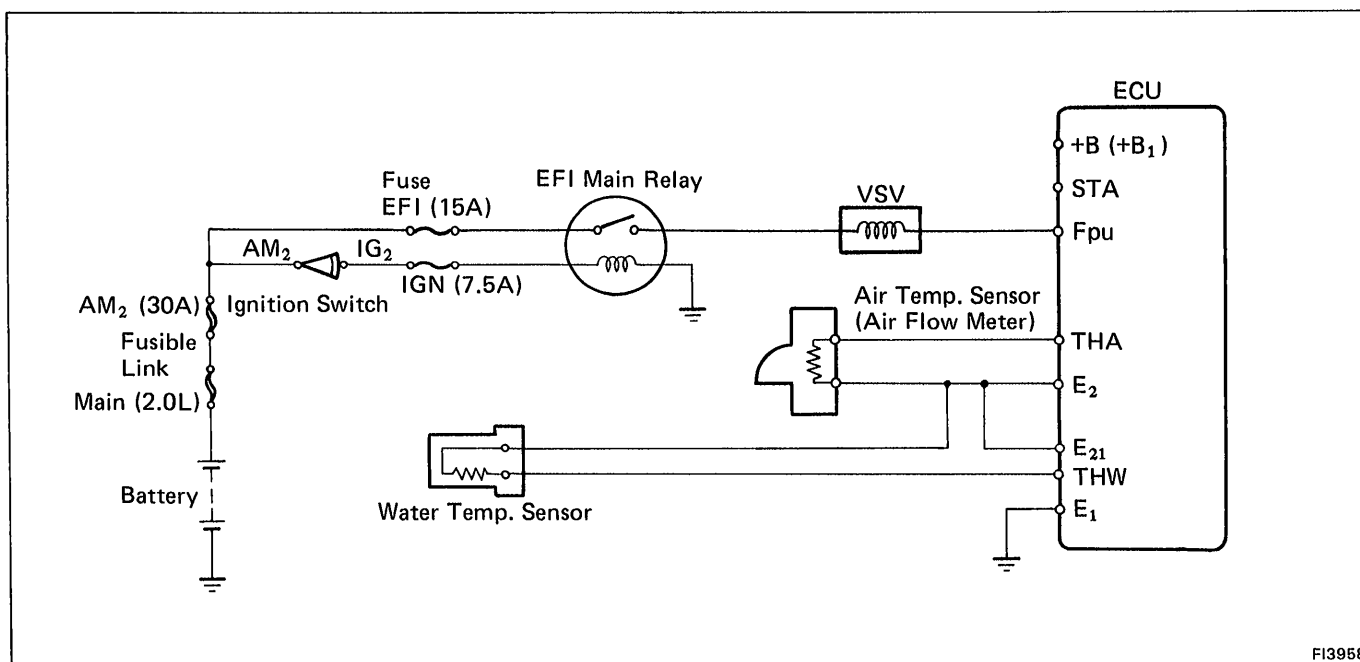 ECU
+B (+B₁)
STA
Fpu
THA
E₂
E₂₁
THW
E₁
VSV
EFI Main Relay
Fuse
EFI (15A)
AM₂
IG₂
IGN (7.5A)
Ignition Switch
AM₂ (30A)
Fusible
Link
Main (2.0L)
Battery
Air Temp. Sensor
(Air Flow Meter)
Water Temp. Sensor
FI3958